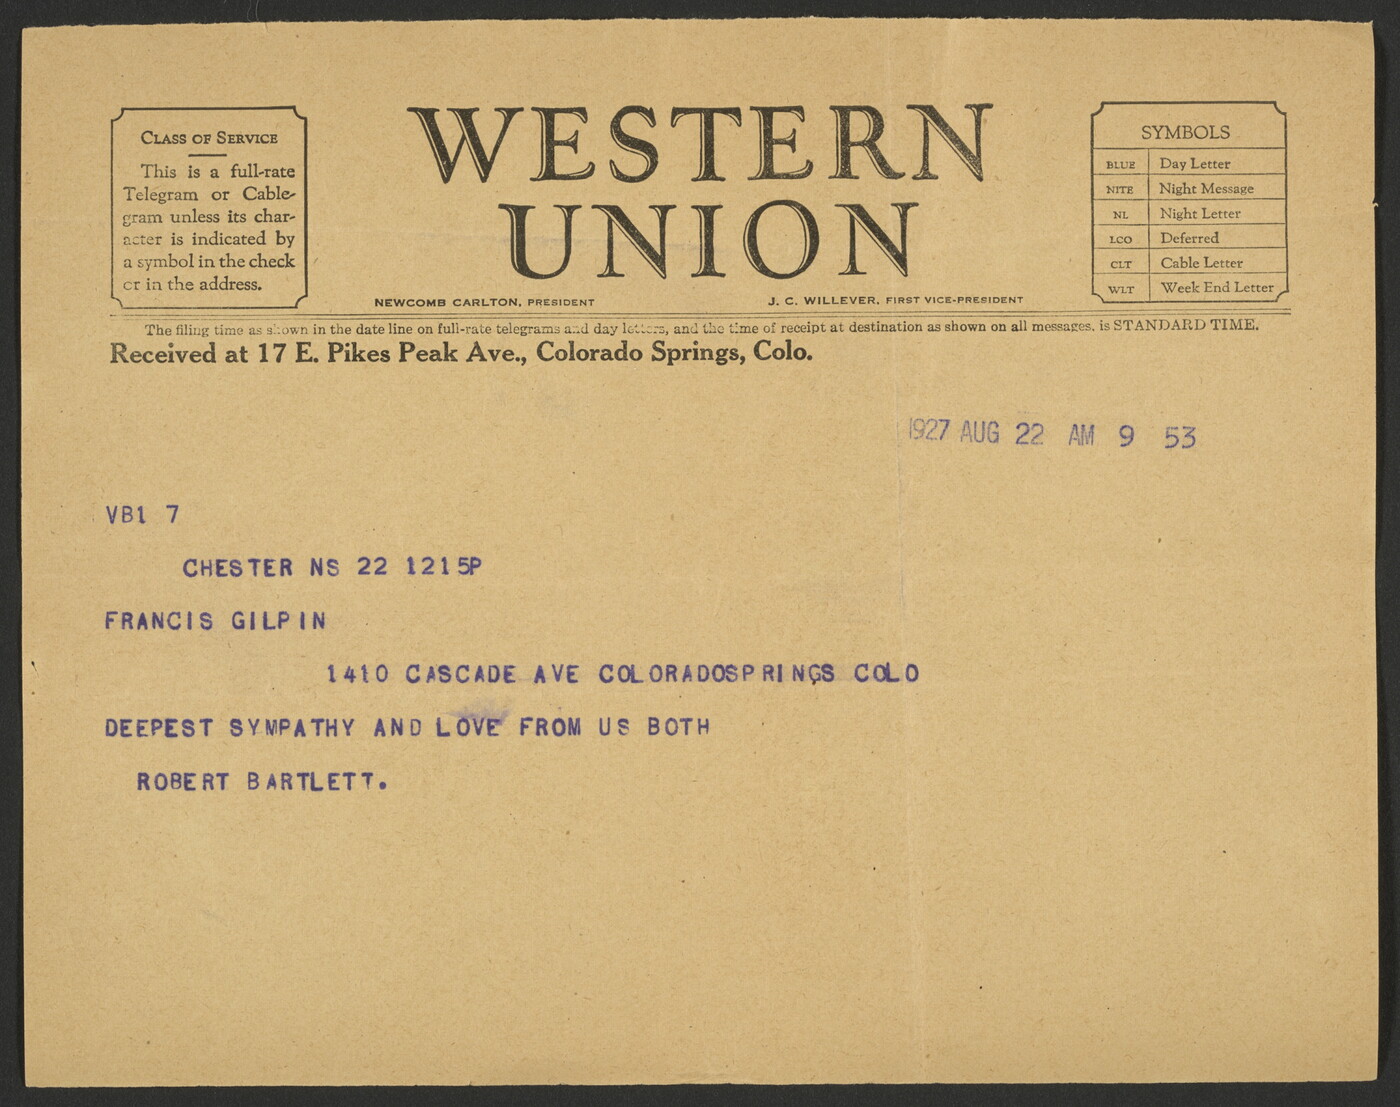 CLASS OF SERVICE
This is a full-rate
Telegram or Cable-
gram unless its char-
acter is indicated by
a symbol in the check
or in the address.
WESTERN
UNION
NEWCOMB CARLTON, PRESIDENT
J. C. WILLEVER, FIRST VICE-PRESIDENT
SYMBOLS
BLUE Day Letter
NITE Night Message
NL Night Letter
LCO Deferred
CLT Cable Letter
WLT Week End Letter
The filing time as shown in the date line on full-rate telegrams and day letters, and the time of receipt at destination as shown on all messages, is STANDARD TIME.
Received at 17 E. Pikes Peak Ave., Colorado Springs, Colo.
1927 AUG 22 AM 9 53
VB1 7
CHESTER NS 22 1215P
FRANCIS GILPIN
1410 CASCADE AVE COLORADOSPRINGS COLO
DEEPEST SYMPATHY AND LOVE FROM US BOTH
ROBERT BARTLETT.